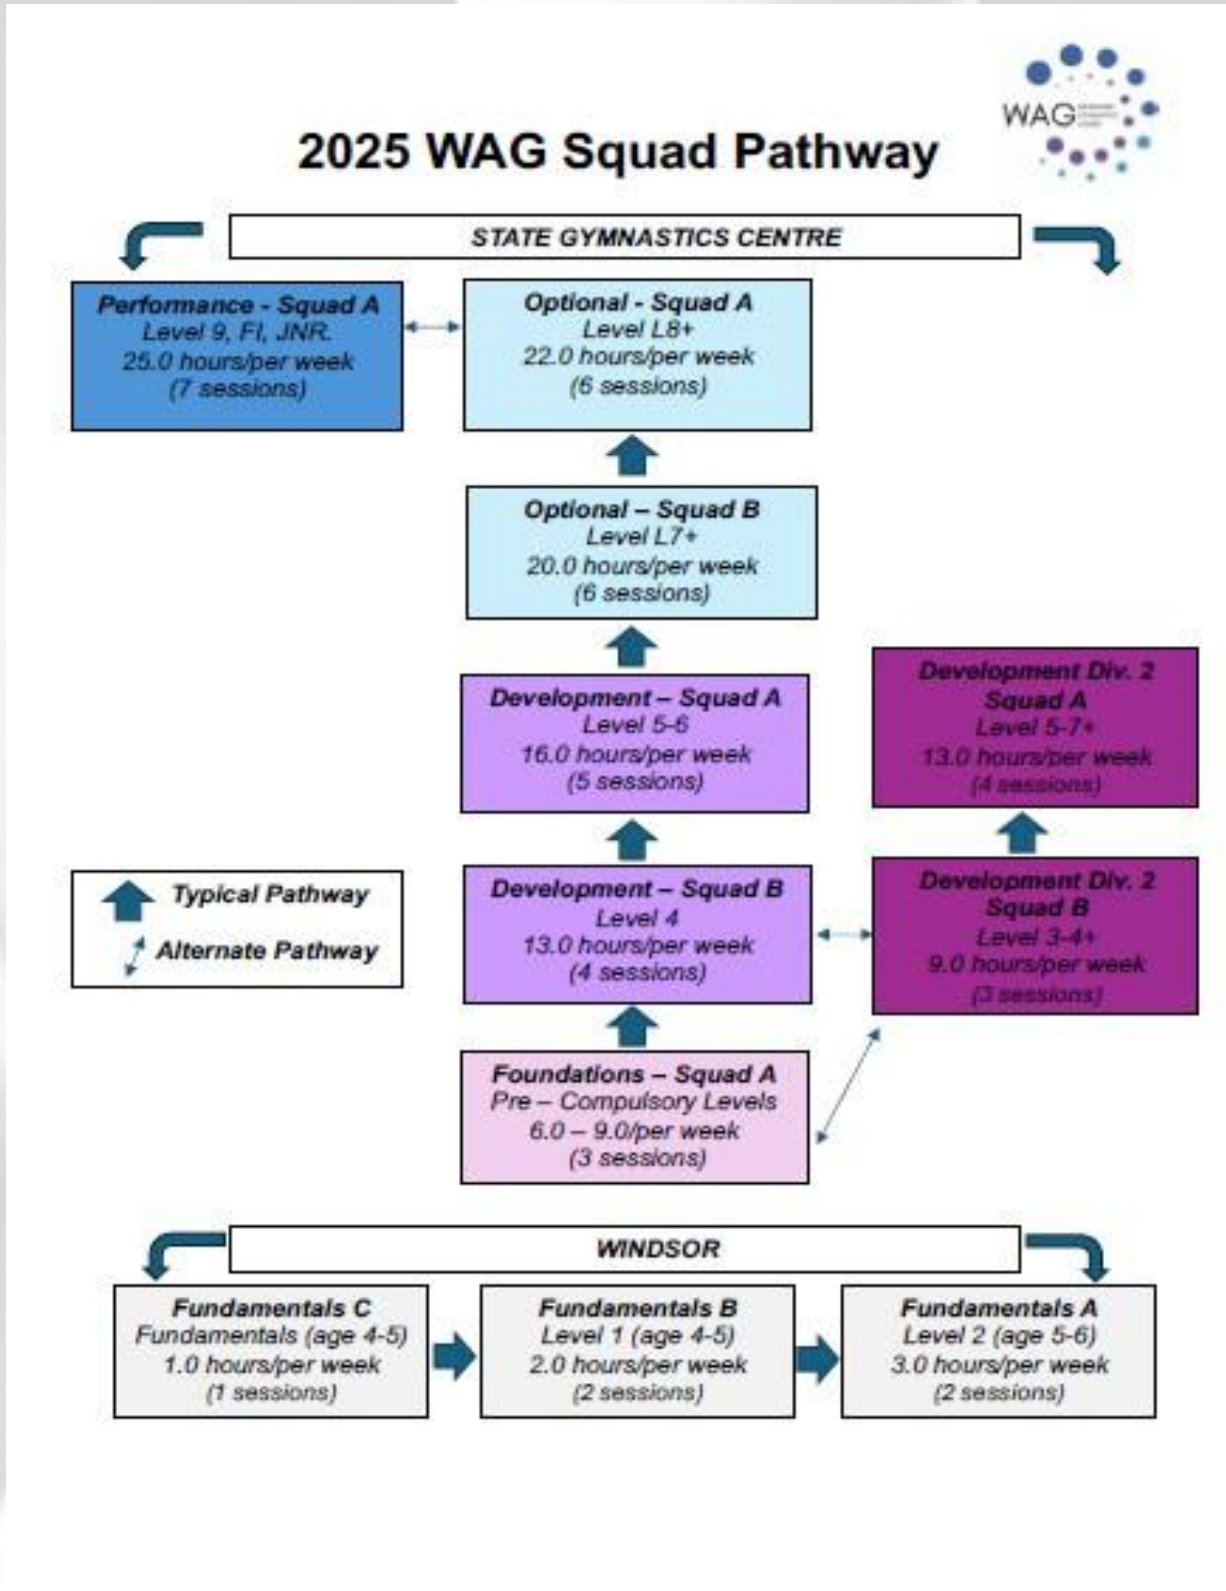 WAG
2025 WAG Squad Pathway
STATE GYMNASTICS CENTRE
Performance - Squad A
Level 9, FI, JNR.
25.0 hours/per week
(7 sessions)
Optional - Squad A
Level L8+
22.0 hours/per week
(6 sessions)
Optional – Squad B
Level L7+
20.0 hours/per week
(6 sessions)
Development – Squad A
Level 5-6
16.0 hours/per week
(5 sessions)
Development Div. 2
Squad A
Level 5-7+
13.0 hours/per week
(4 sessions)
Typical Pathway
Alternate Pathway
Development – Squad B
Level 4
13.0 hours/per week
(4 sessions)
Development Div. 2
Squad B
Level 3-4+
9.0 hours/per week
(3 sessions)
Foundations – Squad A
Pre – Compulsory Levels
6.0 – 9.0/per week
(3 sessions)
WINDSOR
Fundamentals C
Fundamentals (age 4-5)
1.0 hours/per week
(1 sessions)
Fundamentals B
Level 1 (age 4-5)
2.0 hours/per week
(2 sessions)
Fundamentals A
Level 2 (age 5-6)
3.0 hours/per week
(2 sessions)